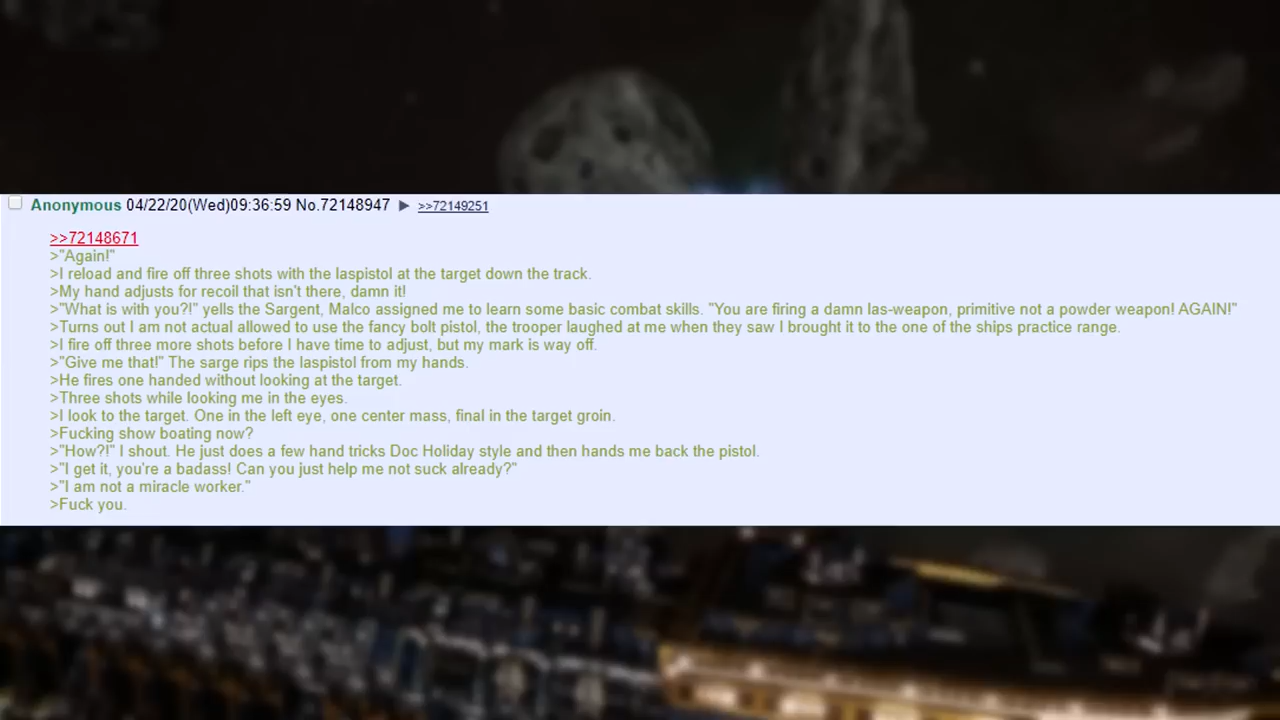 Anonymous 04/22/20(Wed)09:36:59 No.72148947 ▶ >>72149251
>>72148671
>"Again!"
>I reload and fire off three shots with the laspistol at the target down the track.
>My hand adjusts for recoil that isn't there, damn it!
>"What is with you?!" yells the Sargent, Malco assigned me to learn some basic combat skills. "You are firing a damn las-weapon, primitive not a powder weapon! AGAIN!"
>Turns out I am not actual allowed to use the fancy bolt pistol, the trooper laughed at me when they saw I brought it to the one of the ships practice range.
>I fire off three more shots before I have time to adjust, but my mark is way off.
>"Give me that!" The sarge rips the laspistol from my hands.
>He fires one handed without looking at the target.
>Three shots while looking me in the eyes.
>I look to the target. One in the left eye, one center mass, final in the target groin.
>Fucking show boating now?
>"How?!" I shout. He just does a few hand tricks Doc Holiday style and then hands me back the pistol.
>"I get it, you're a badass! Can you just help me not suck already?"
>"I am not a miracle worker."
>Fuck you.